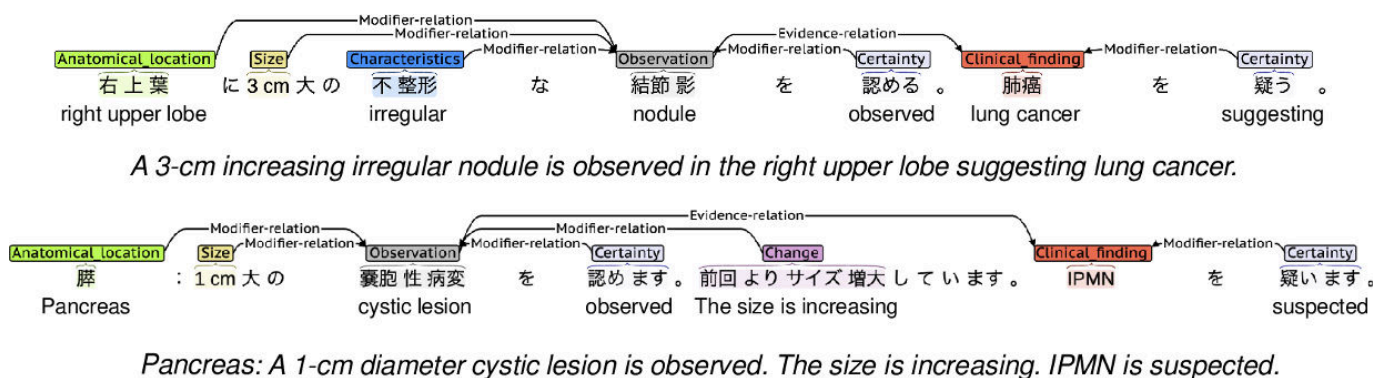 Modifier-relation
Modifier-relation Evidence-relation
Modifier-relation Modifier-relation Modifier-relation
Anatomical_location Size Characteristics Observation Certainty Clinical_finding Certainty
右上葉 に 3 cm 大の 不整形 な 結節影 を 認める 。 肺癌 を 疑う 。
right upper lobe irregular nodule observed lung cancer suggesting
A 3-cm increasing irregular nodule is observed in the right upper lobe suggesting lung cancer.
Evidence-relation
Modifier-relation Modifier-relation
Modifier-relation Modifier-relation Modifier-relation
Anatomical_location Size Observation Certainty Change Clinical_finding Certainty
膵 : 1 cm 大の 嚢胞性病変 を 認めます。 前回よりサイズ増大しています。 IPMN を 疑います。
Pancreas cystic lesion observed The size is increasing suspected
Pancreas: A 1-cm diameter cystic lesion is observed. The size is increasing. IPMN is suspected.